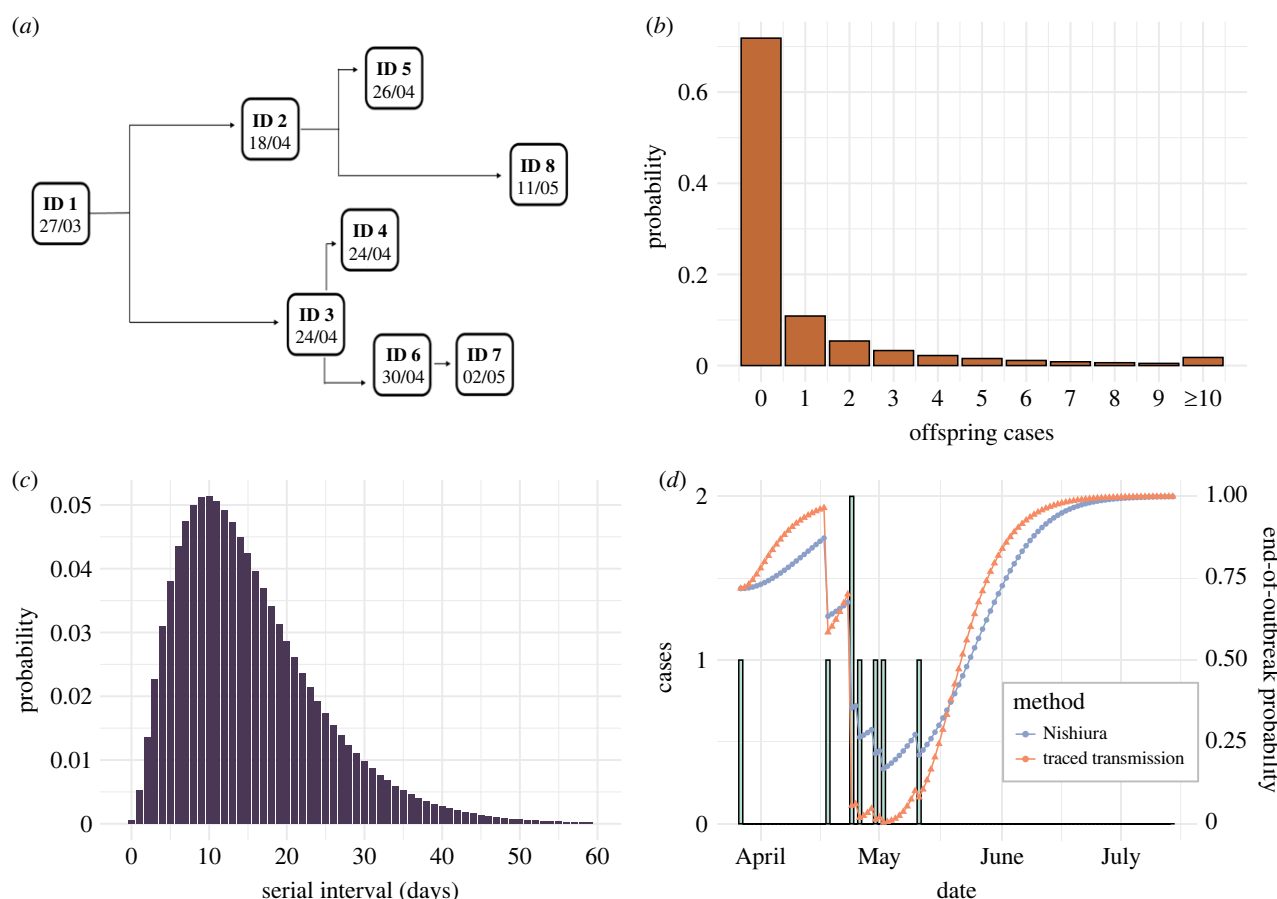 (a)
ID 1
27/03
ID 2
18/04
ID 5
26/04
ID 8
11/05
ID 4
24/04
ID 3
24/04
ID 6
30/04
ID 7
02/05
(b)
probability
0.6
0.4
0.2
0
0 1 2 3 4 5 6 7 8 9 ≥10
offspring cases
(c)
probability
0.05
0.04
0.03
0.02
0.01
0
0 10 20 30 40 50 60
serial interval (days)
(d)
cases
2
1
0
1.00
0.75
0.50
0.25
0
end-of-outbreak probability
method
Nishiura
traced transmission
April May June July
date